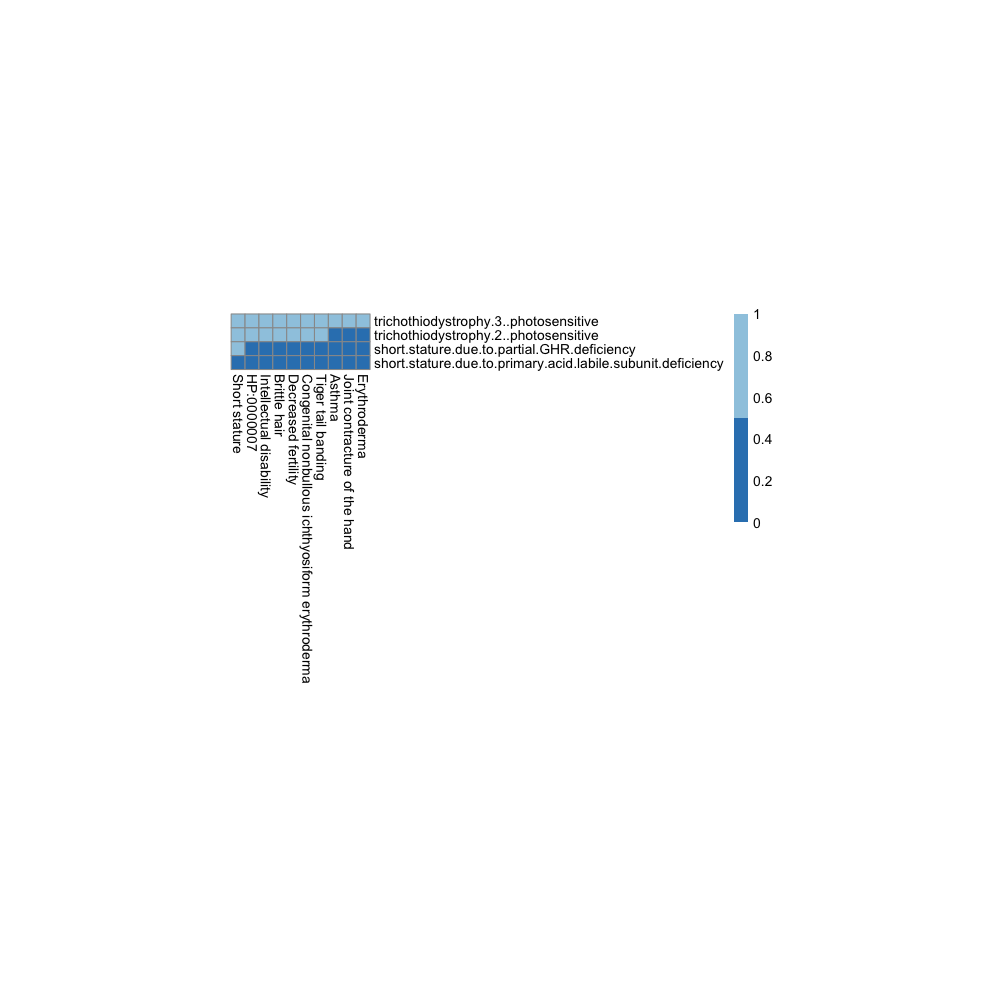 trichothiodystrophy.3..photosensitive
trichothiodystrophy.2..photosensitive
short.stature.due.to.partial.GHR.deficiency
short.stature.due.to.primary.acid.labile.subunit.deficiency
Short stature
HP:0000007
Intellectual disability
Brittle hair
Decreased fertility
Congenital nonbullous ichthyosiform erythroderma
Tiger tail banding
Asthma
Joint contracture of the hand
Erythroderma
1
0.8
0.6
0.4
0.2
0